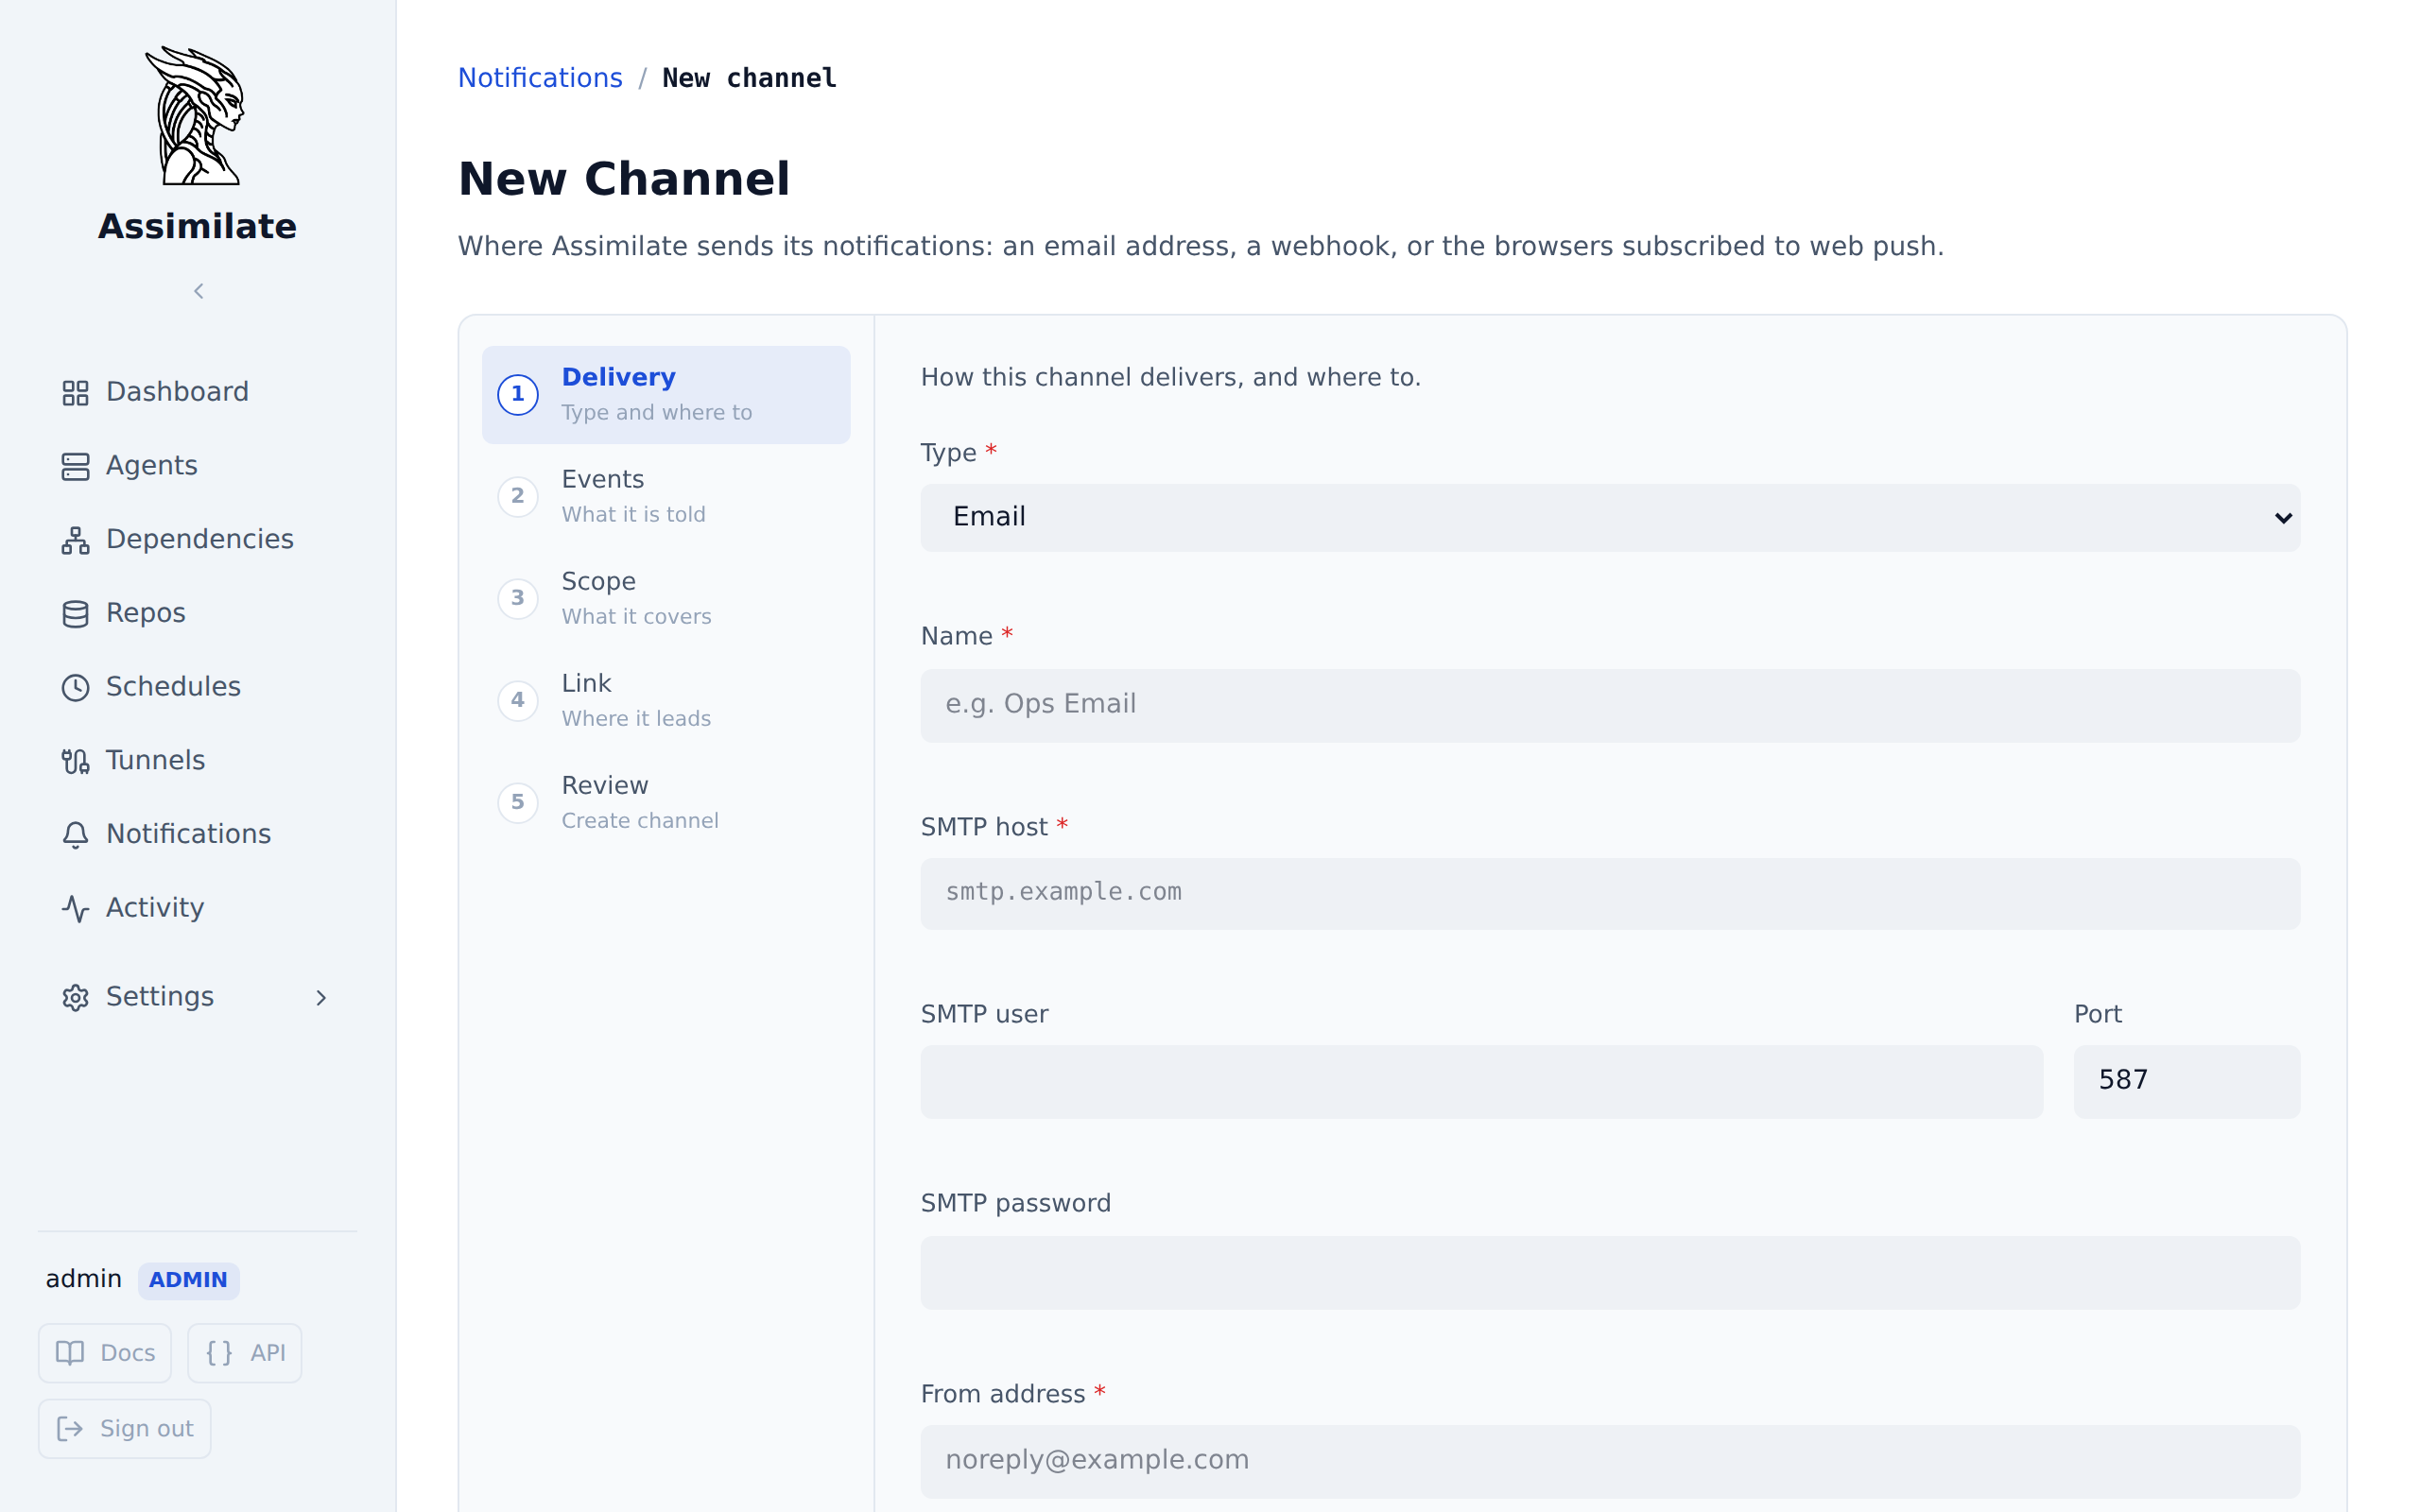 Assimilate
Dashboard
Agents
Dependencies
Repos
Schedules
Tunnels
Notifications
Activity
Settings
admin ADMIN
Docs
{} API
Sign out
Notifications / New channel
New Channel
Where Assimilate sends its notifications: an email address, a webhook, or the browsers subscribed to web push.
1 Delivery
Type and where to
2 Events
What it is told
3 Scope
What it covers
4 Link
Where it leads
5 Review
Create channel
How this channel delivers, and where to.
Type *
Email
Name *
e.g. Ops Email
SMTP host *
smtp.example.com
SMTP user
Port
587
SMTP password
From address *
noreply@example.com